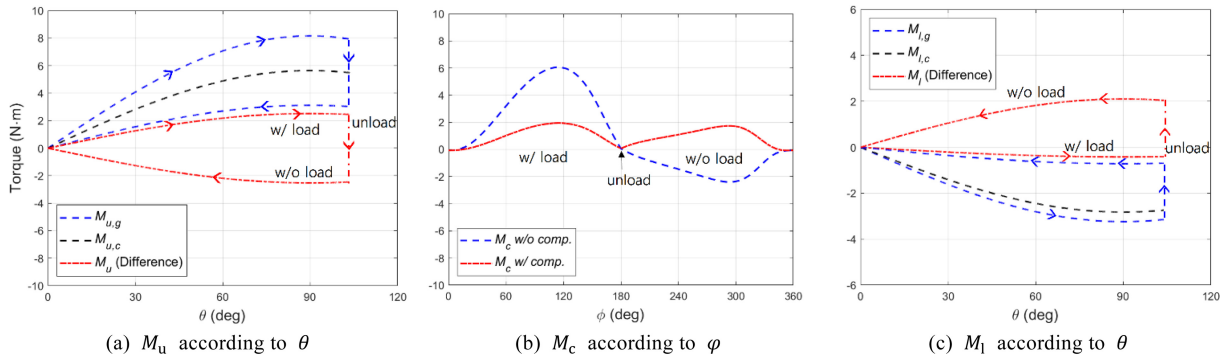 10
8
6
4
2
0
-2
-4
-6
-8
-10
Torque (N·m)
w/ load
unload
w/o load
M_u,g
M_u,c
M_u (Difference)
0 30 60 90 120
θ (deg)
(a) M_u according to θ
10
8
6
4
2
0
-2
-4
-6
-8
-10
w/ load
w/o load
unload
M_c w/o comp.
M_c w/ comp.
0 60 120 180 240 300 360
ϕ (deg)
(b) M_c according to φ
6
4
2
0
-2
-4
-6
M_l,g
M_l,c
M_l (Difference)
w/o load
w/ load
unload
0 30 60 90 120
θ (deg)
(c) M_l according to θ